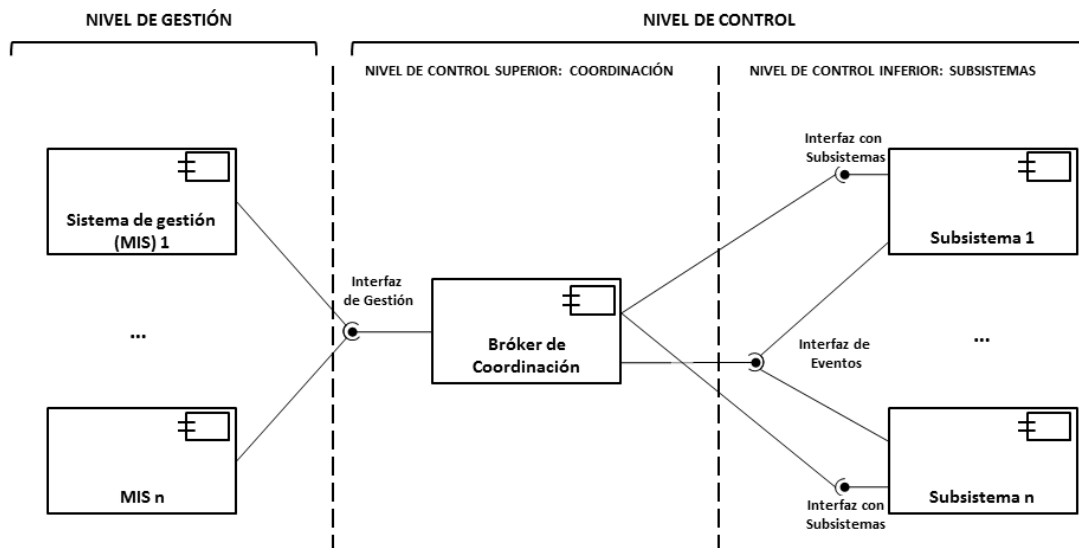 NIVEL DE GESTIÓN
NIVEL DE CONTROL
NIVEL DE CONTROL SUPERIOR: COORDINACIÓN
NIVEL DE CONTROL INFERIOR: SUBSISTEMAS
Sistema de gestión
(MIS) 1
...
MIS n
Interfaz
de Gestión
Bróker de
Coordinación
Interfaz con
Subsistemas
Subsistema 1
Interfaz de
Eventos
...
Subsistema n
Interfaz con
Subsistemas